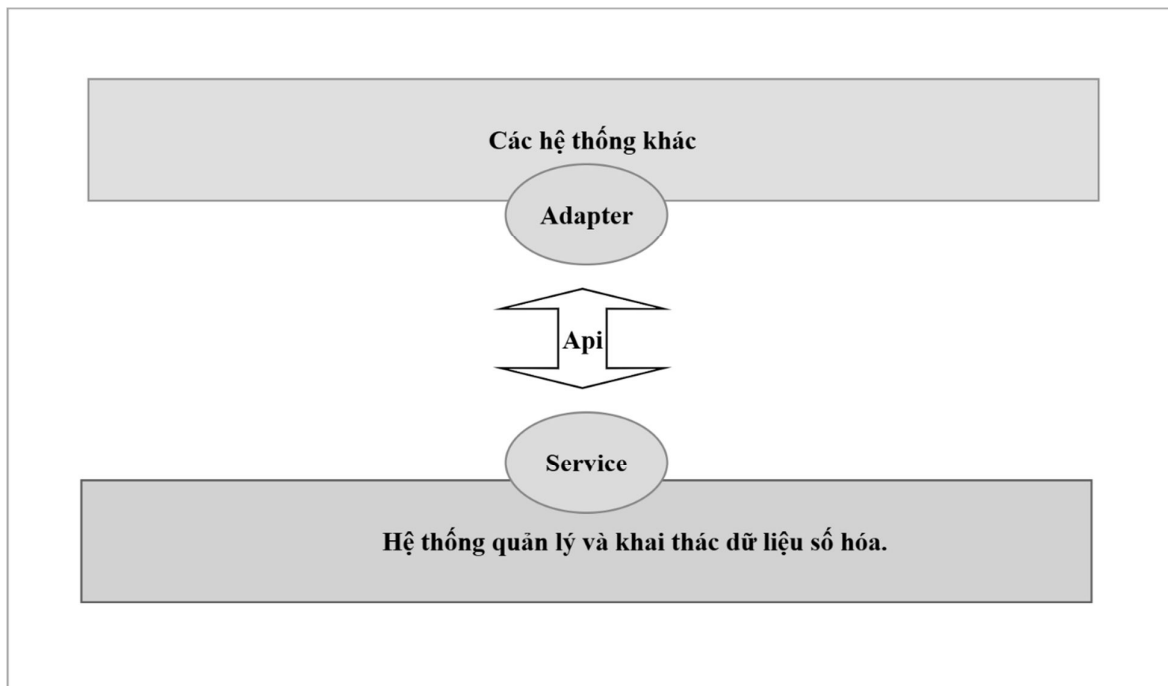 Các hệ thống khác
Adapter
Api
Service
Hệ thống quản lý và khai thác dữ liệu số hóa.